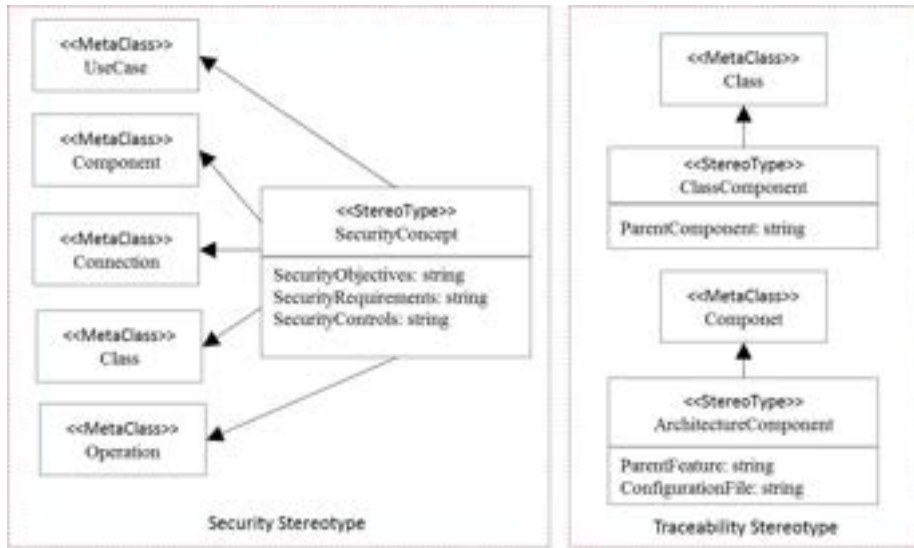 <<MetaClass>>
UseCase
<<MetaClass>>
Component
<<MetaClass>>
Connection
<<MetaClass>>
Class
<<MetaClass>>
Operation
<<StereoType>>
SecurityConcept
SecurityObjectives: string
SecurityRequirements: string
SecurityControls: string
Security Stereotype
<<MetaClass>>
Class
<<StereoType>>
ClassComponent
ParentComponent: string
<<MetaClass>>
Componet
<<StereoType>>
ArchitectureComponent
ParentFeature: string
ConfigurationFile: string
Traceability Stereotype